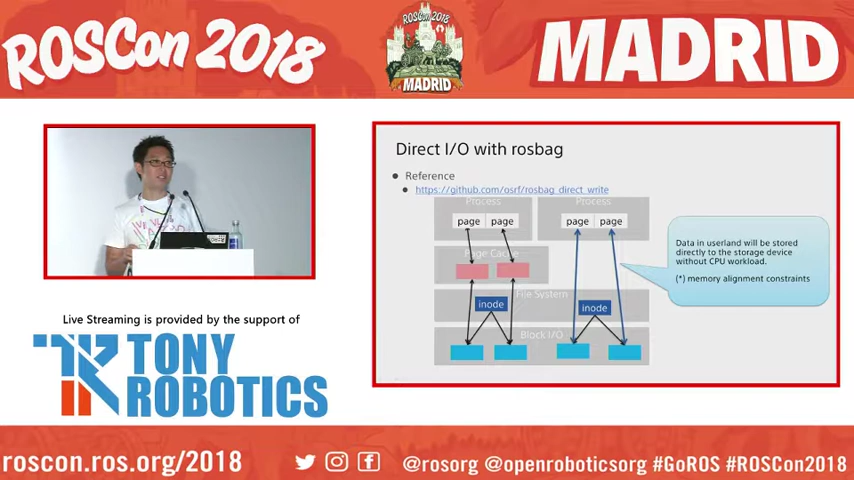 ROSCon 2018
ROSCon 2018
MADRID
MADRID
Direct I/O with rosbag
Reference
https://github.com/osrf/rosbag_direct_write
Process
Process
page page
page page
Page Cache
Data in userland will be stored
directly to the storage device
without CPU workload.
(*) memory alignment constraints
File System
inode
inode
Block I/O
Live Streaming is provided by the support of
TONY
ROBOTICS
roscon.ros.org/2018
@rosorg @openroboticsorg #GoROS #ROSCon2018